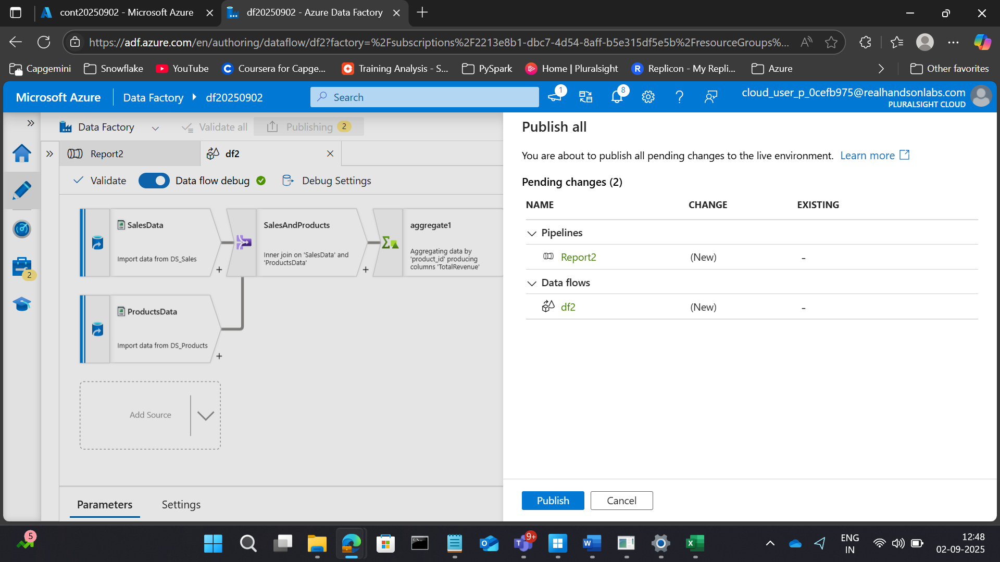 cont20250902 - Microsoft Azure
df20250902 - Azure Data Factory
https://adf.azure.com/en/authoring/dataflow/df2?factory=%2Fsubscriptions%2F2213e8b1-dbc7-4d54-8aff-b5e315df5e5b%2FresourceGroups%...
Capgemini
Snowflake
YouTube
Coursera for Capge...
Training Analysis - S...
PySpark
Home | Pluralsight
Replicon - My Repli...
Azure
Other favorites
Microsoft Azure
Data Factory
df20250902
Search
1
8
cloud_user_p_0cefb975@realhandsonlabs.com
PLURALSIGHT CLOUD
Data Factory
Validate all
Publishing 2
Report2
df2
Validate
Data flow debug
Debug Settings
SalesData
Import data from DS_Sales
SalesAndProducts
Inner join on 'SalesData' and
'ProductsData'
aggregate1
Aggregating data by
'product_id' producing
columns 'TotalRevenue'
ProductsData
Import data from DS_Products
Add Source
2
Parameters
Settings
Publish all
You are about to publish all pending changes to the live environment. Learn more
Pending changes (2)
NAME CHANGE EXISTING
Pipelines
Report2 (New) -
Data flows
df2 (New) -
Publish
Cancel
5
9+
ENG
IN
12:48
02-09-2025